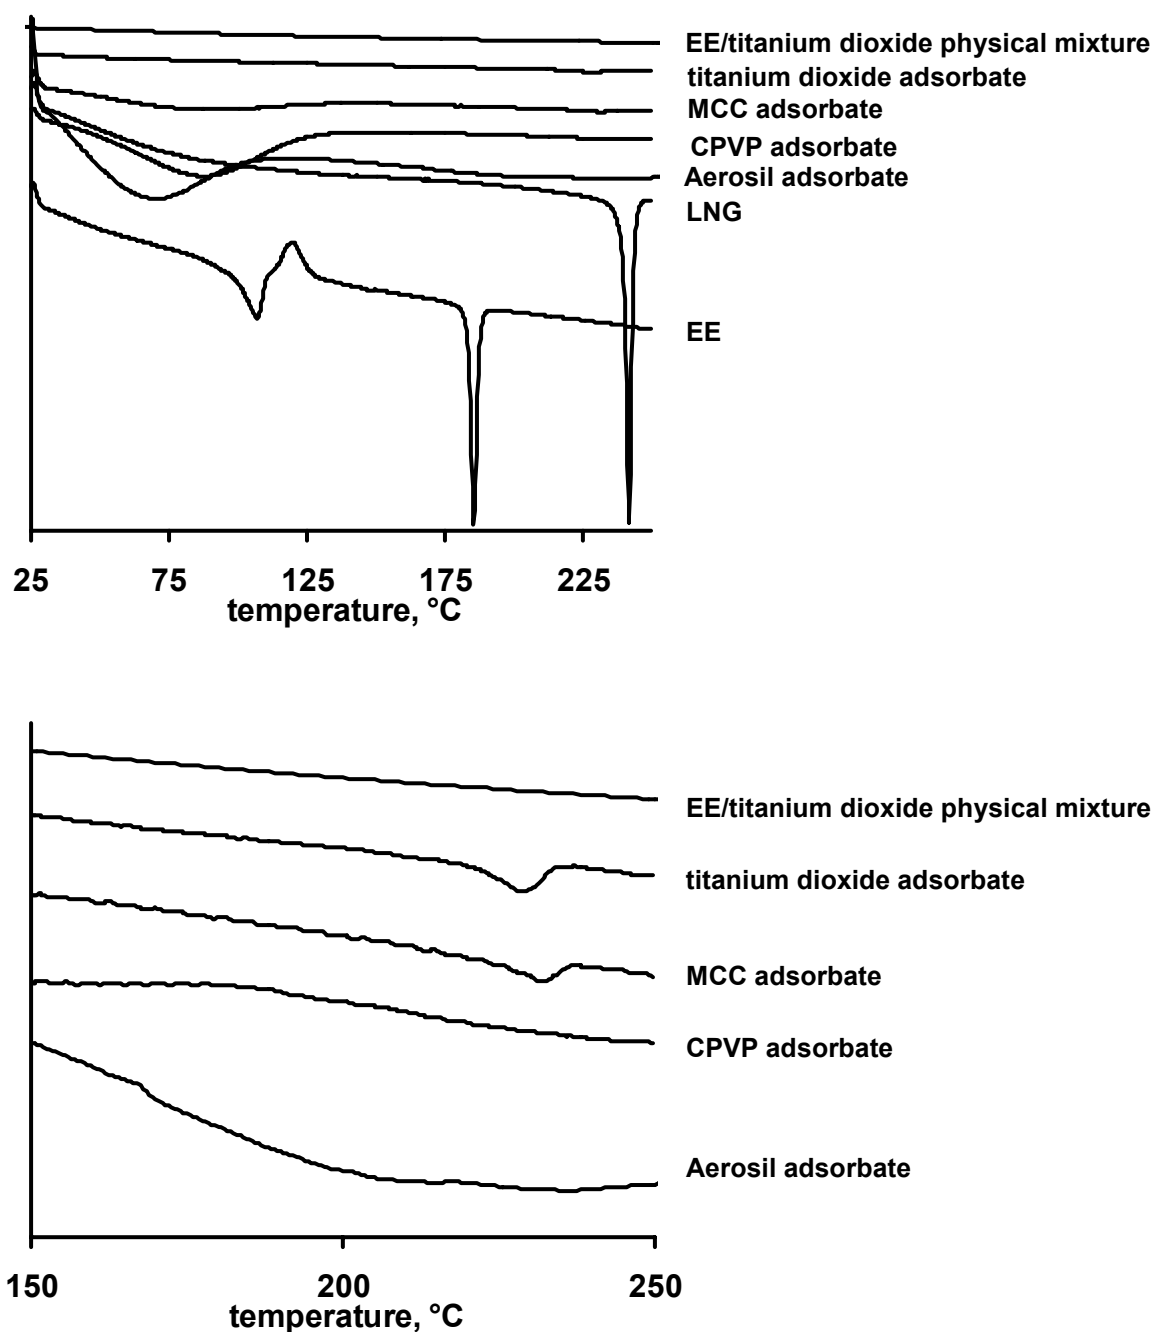 EE/titanium dioxide physical mixture
titanium dioxide adsorbate
MCC adsorbate
CPVP adsorbate
Aerosil adsorbate
LNG
EE
25 75 125 175 225
temperature, °C
EE/titanium dioxide physical mixture
titanium dioxide adsorbate
MCC adsorbate
CPVP adsorbate
Aerosil adsorbate
150 200 250
temperature, °C